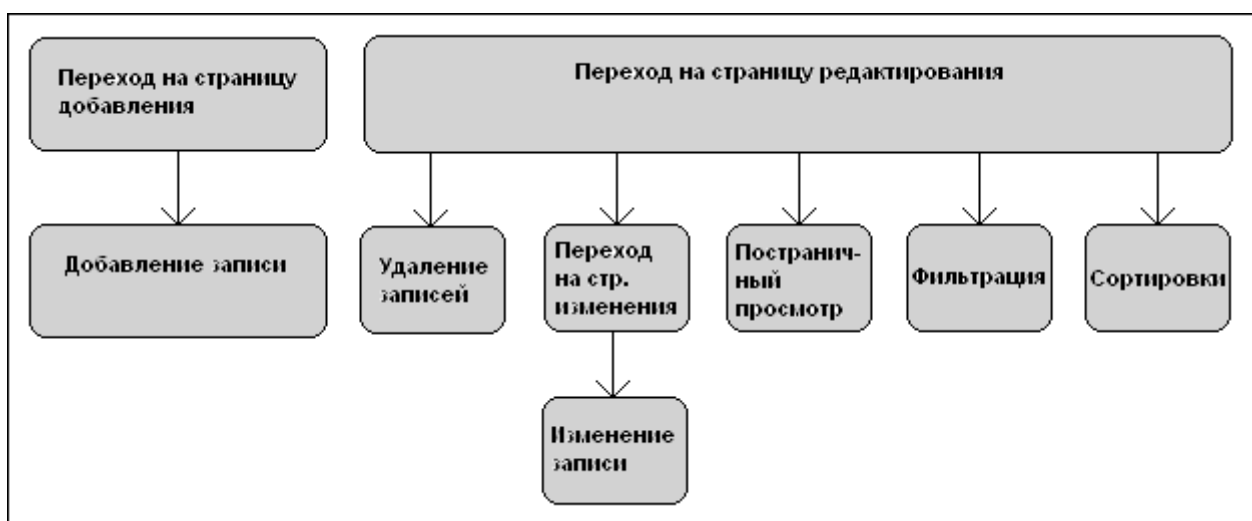 Переход на страницу
добавления
Переход на страницу редактирования
Добавление записи
Удаление
записей
Переход
на стр.
изменения
Постранич-
ный
просмотр
Фильтрация
Сортировки
Изменение
записи